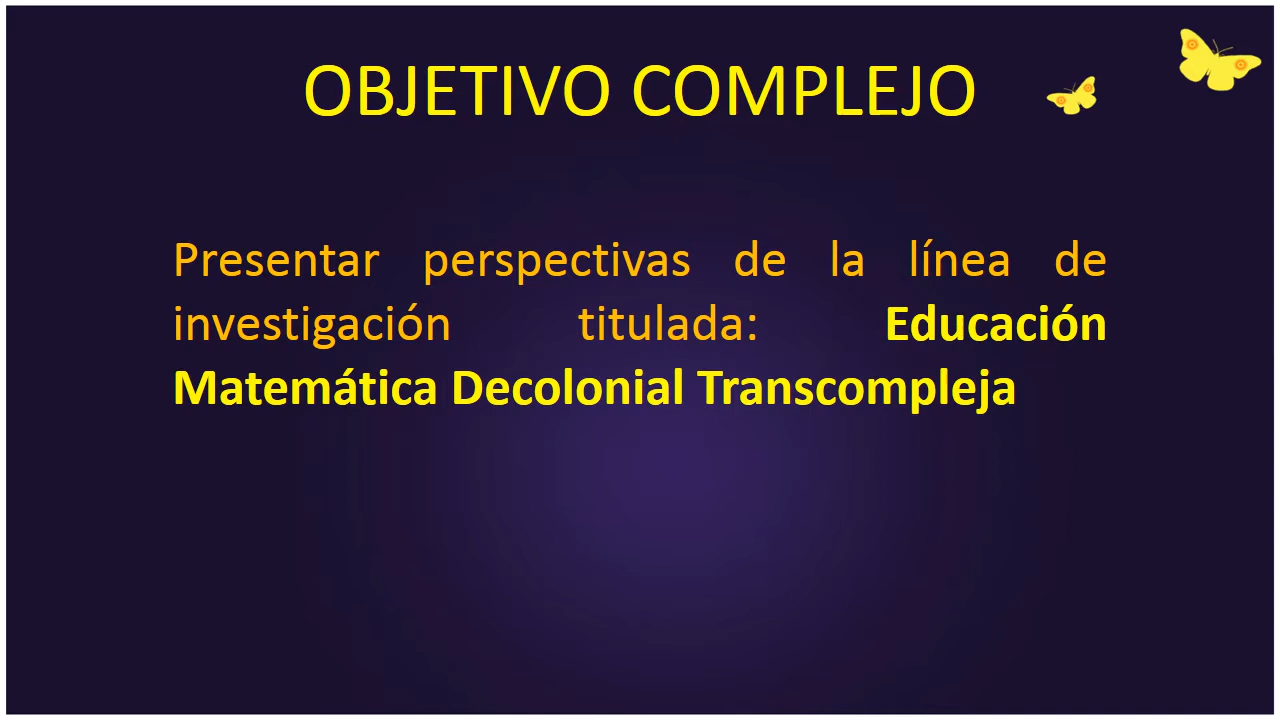 OBJETIVO COMPLEJO
Presentar perspectivas de la línea de
investigación titulada: Educación
Matemática Decolonial Transcompleja